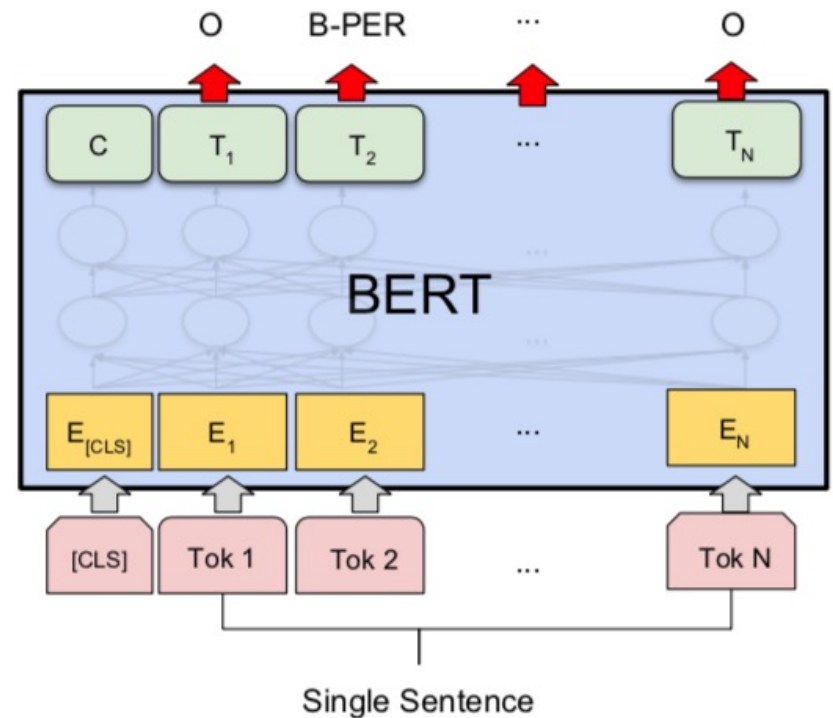 O B-PER ... O
C T1 T2 ... TN
...
BERT
...
E[CLS] E1 E2 ... EN
[CLS] Tok 1 Tok 2 ... Tok N
Single Sentence